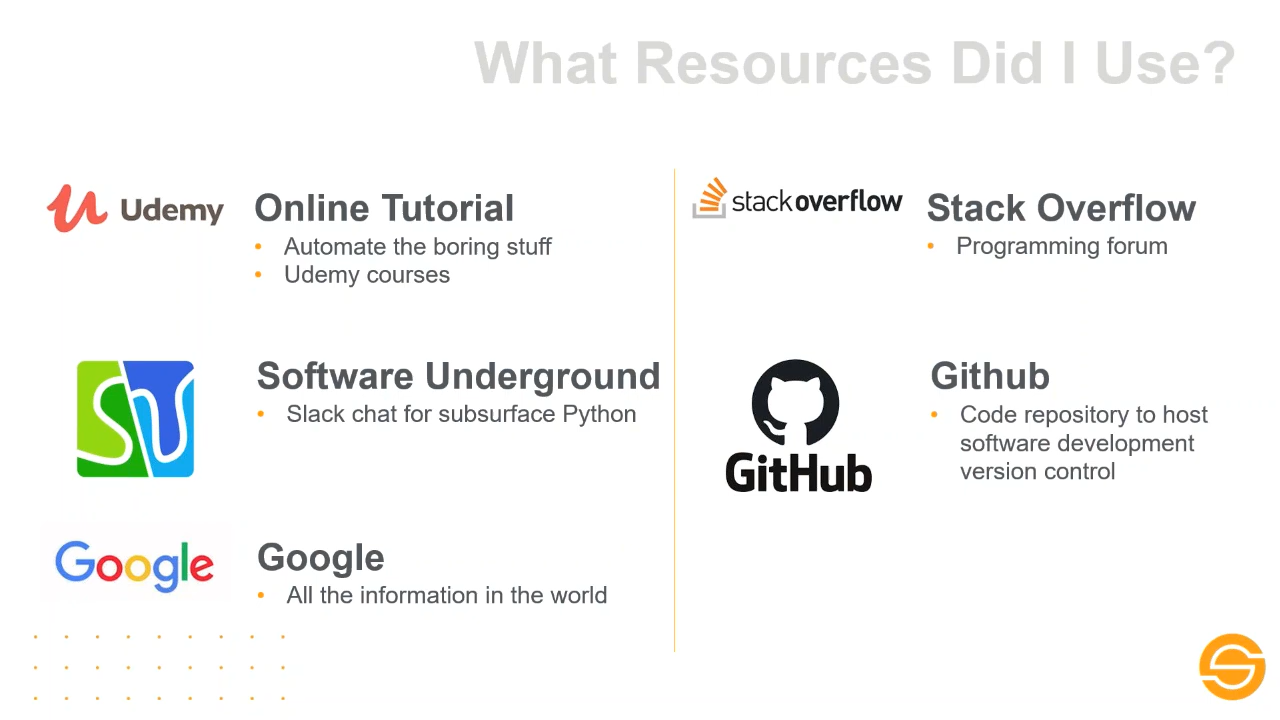 What Resources Did I Use?
Udemy
Online Tutorial
• Automate the boring stuff
• Udemy courses
Software Underground
• Slack chat for subsurface Python
Google
Google
• All the information in the world
stackoverflow
Stack Overflow
• Programming forum
GitHub
Github
• Code repository to host
software development
version control